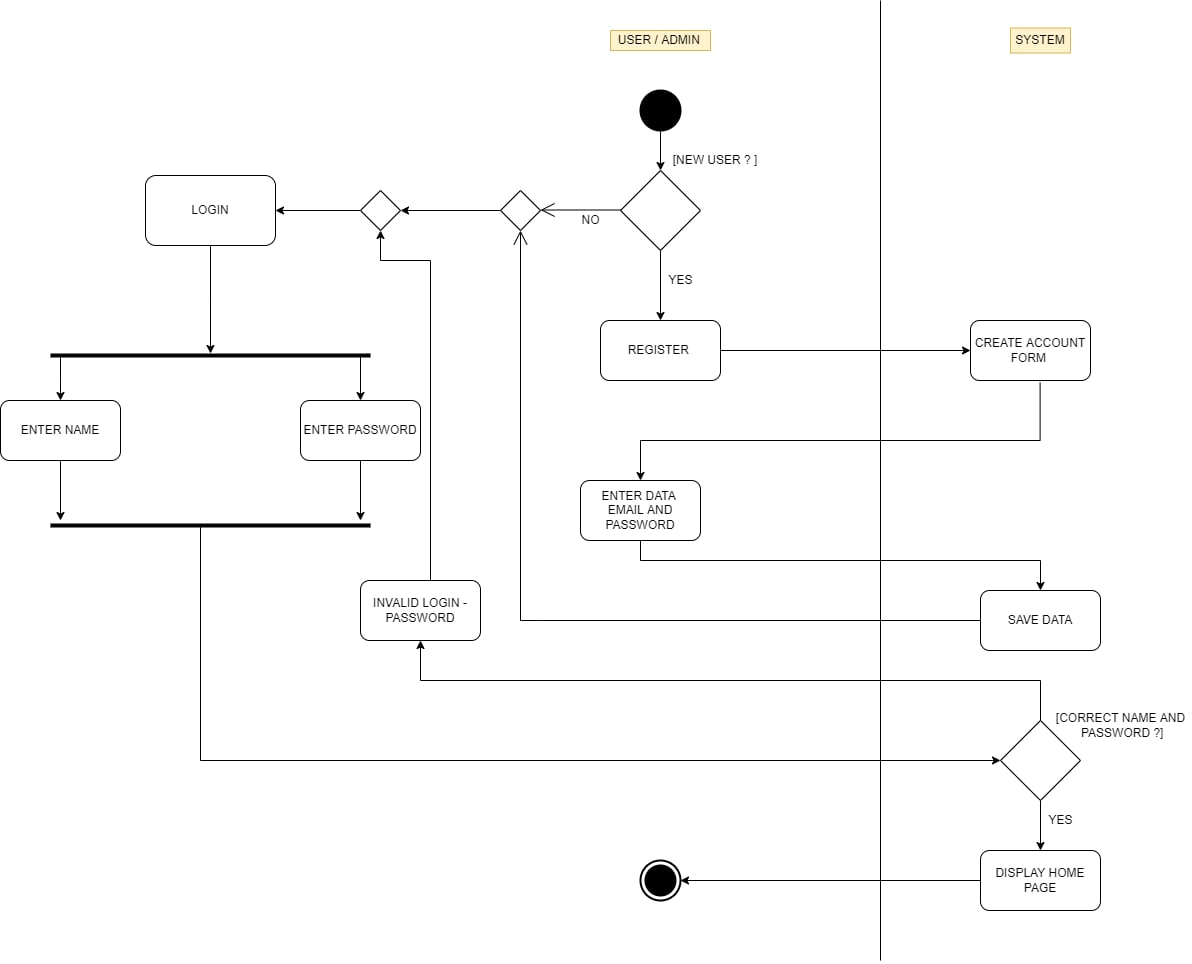 USER / ADMIN
SYSTEM
[NEW USER ? ]
LOGIN
NO
YES
REGISTER
CREATE ACCOUNT
FORM
ENTER NAME
ENTER PASSWORD
ENTER DATA
EMAIL AND
PASSWORD
INVALID LOGIN -
PASSWORD
SAVE DATA
[CORRECT NAME AND
PASSWORD ?]
YES
DISPLAY HOME
PAGE